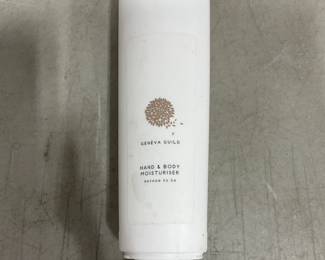 GENEVA GUILD
HAND & BODY
MOISTURISER